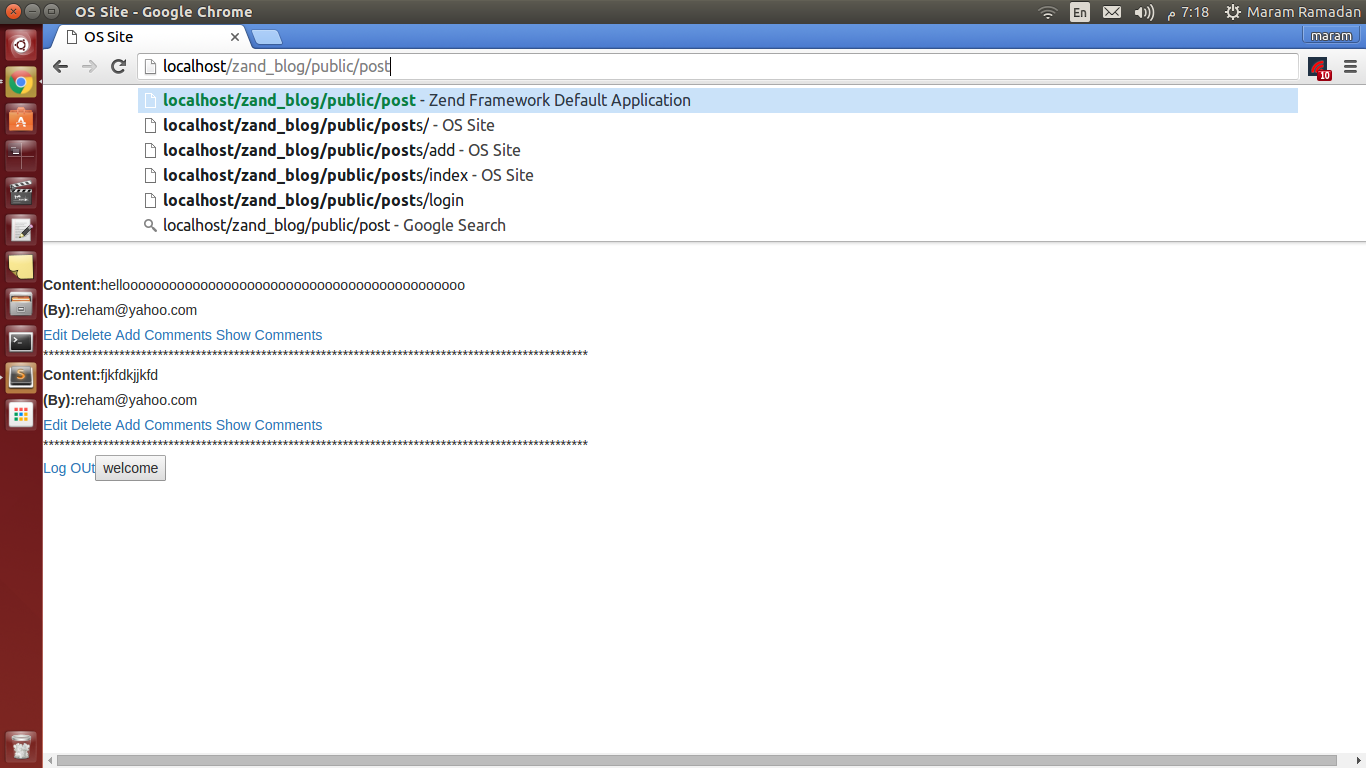 OS Site - Google Chrome
En
7:18 م
Maram Ramadan
OS Site
maram
localhost/zand_blog/public/post
10
localhost/zand_blog/public/post - Zend Framework Default Application
localhost/zand_blog/public/posts/ - OS Site
localhost/zand_blog/public/posts/add - OS Site
localhost/zand_blog/public/posts/index - OS Site
localhost/zand_blog/public/posts/login
localhost/zand_blog/public/post - Google Search
Content:hellooooooooooooooooooooooooooooooooooooooooooooo
(By):reham@yahoo.com
Edit Delete Add Comments Show Comments
****************************************************************************************************
Content:fjkfdkjjkfd
(By):reham@yahoo.com
Edit Delete Add Comments Show Comments
****************************************************************************************************
Log OUt welcome